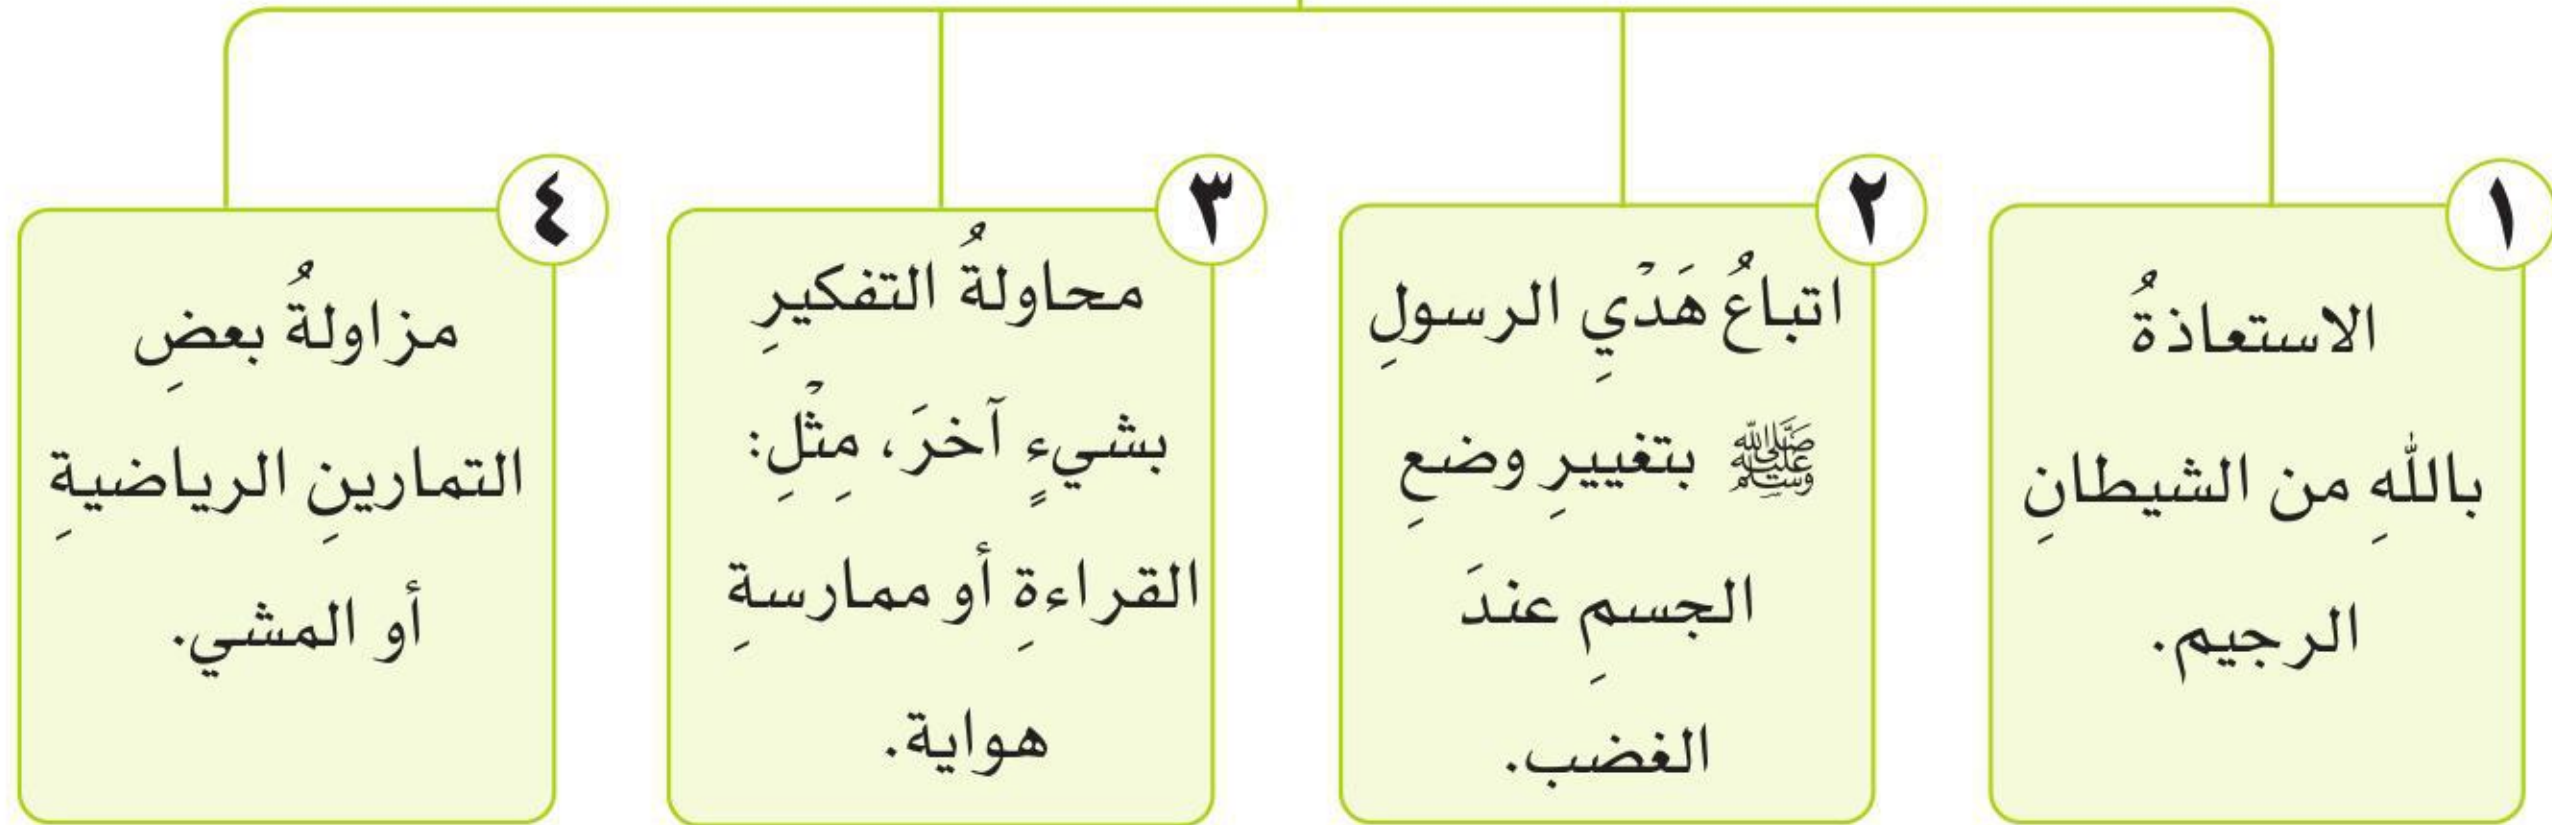 ١
الاستعاذةُ
باللّٰهِ من الشيطانِ
الرجيم.
٢
اتباعُ هَدْيِ الرسولِ
ﷺ بتغييرِ وضعِ
الجسمِ عندَ
الغضب.
٣
محاولةُ التفكيرِ
بشيءٍ آخرَ، مِثْلِ:
القراءةِ أو ممارسةِ
هواية.
٤
مزاولةُ بعضِ
التمارينِ الرياضيةِ
أو المشي.